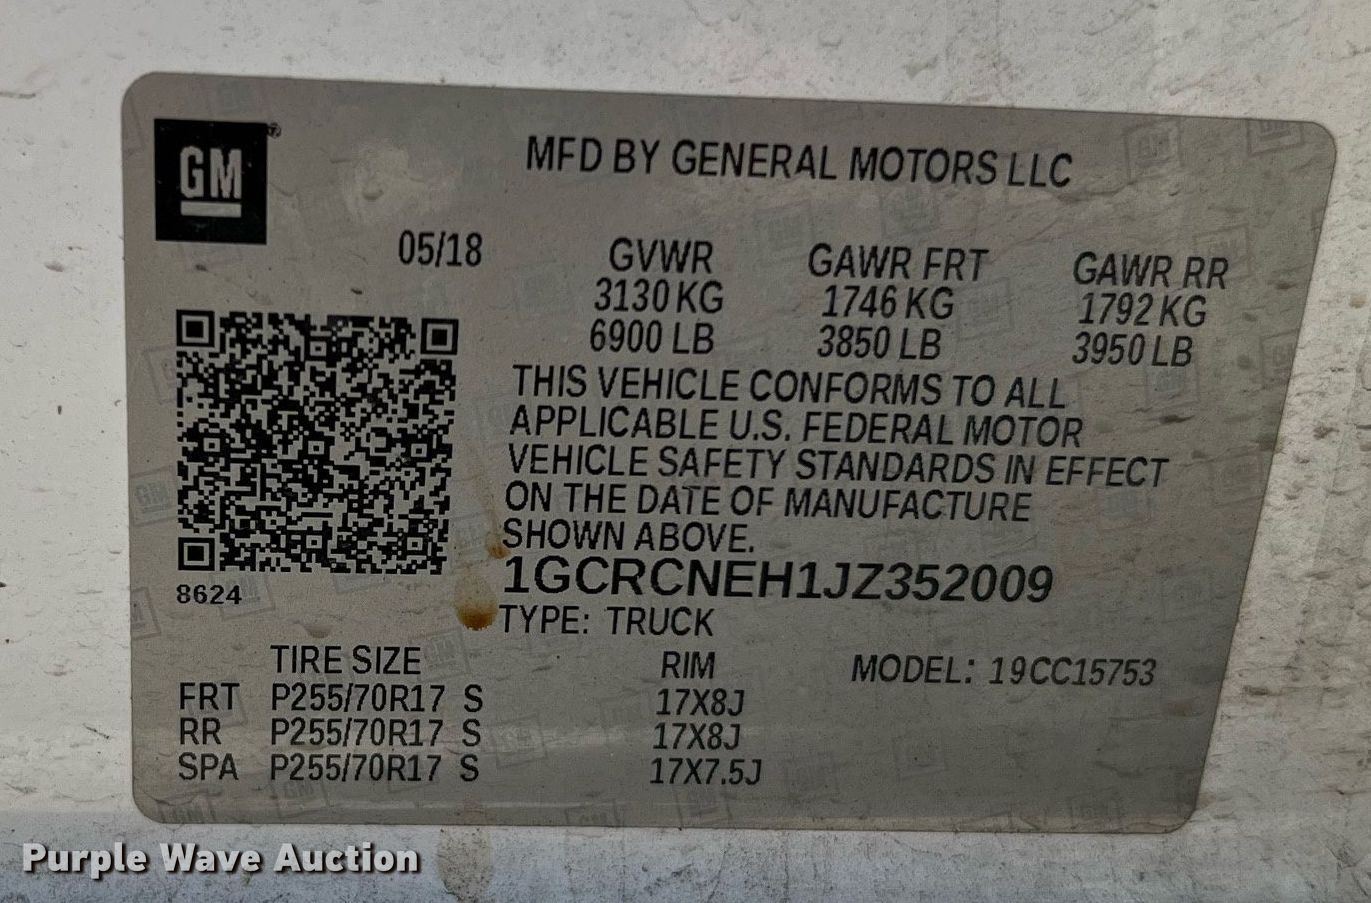 GM®
MFD BY GENERAL MOTORS LLC
05/18 GVWR GAWR FRT GAWR RR
3130 KG 1746 KG 1792 KG
6900 LB 3850 LB 3950 LB
THIS VEHICLE CONFORMS TO ALL
APPLICABLE U.S. FEDERAL MOTOR
VEHICLE SAFETY STANDARDS IN EFFECT
ON THE DATE OF MANUFACTURE
SHOWN ABOVE.
8624
1GCRCNEH1JZ352009
TYPE: TRUCK
TIRE SIZE RIM MODEL: 19CC15753
FRT P255/70R17 S 17X8J
RR P255/70R17 S 17X8J
SPA P255/70R17 S 17X7.5J
Purple Wave Auction